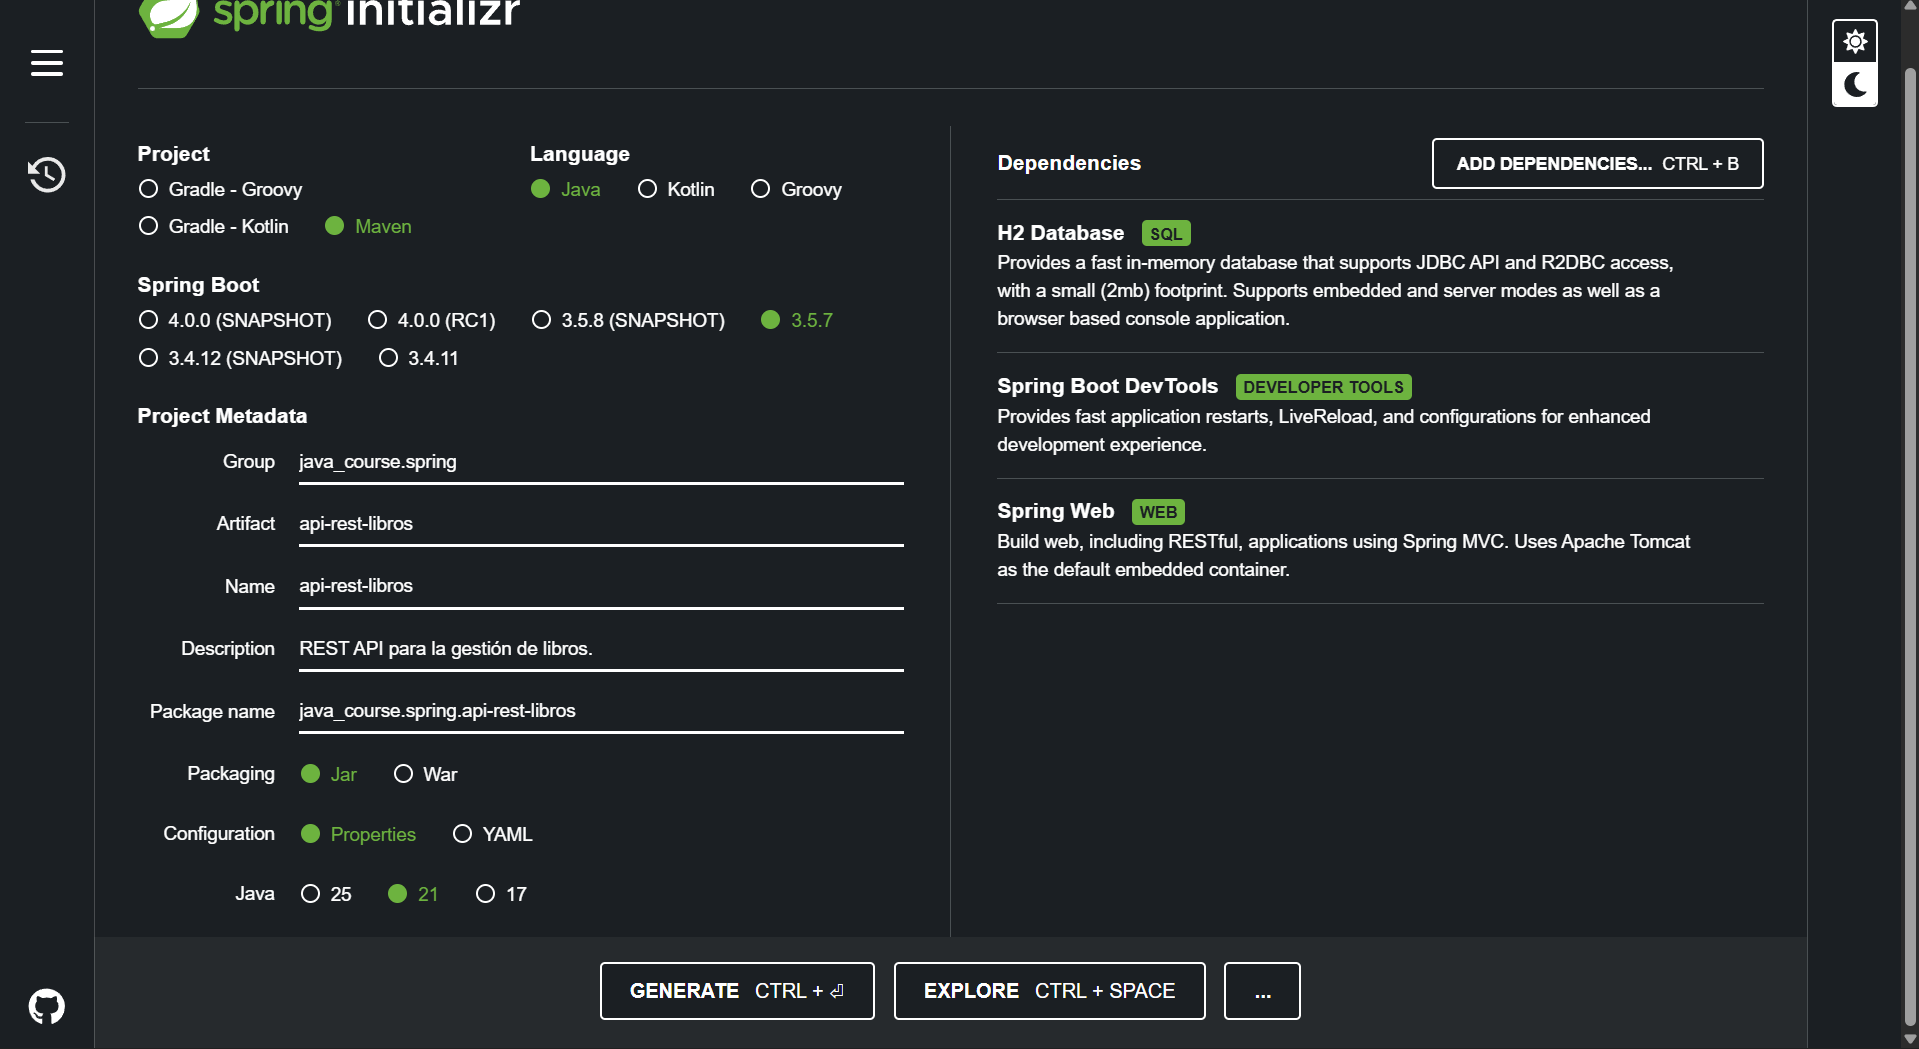 spring initializr
Project
Gradle - Groovy
Gradle - Kotlin Maven
Language
Java Kotlin Groovy
Spring Boot
4.0.0 (SNAPSHOT) 4.0.0 (RC1) 3.5.8 (SNAPSHOT) 3.5.7
3.4.12 (SNAPSHOT) 3.4.11
Project Metadata
Group java_course.spring
Artifact api-rest-libros
Name api-rest-libros
Description REST API para la gestión de libros.
Package name java_course.spring.api-rest-libros
Packaging Jar War
Configuration Properties YAML
Java 25 21 17
Dependencies ADD DEPENDENCIES... CTRL + B
H2 Database SQL
Provides a fast in-memory database that supports JDBC API and R2DBC access,
with a small (2mb) footprint. Supports embedded and server modes as well as a
browser based console application.
Spring Boot DevTools DEVELOPER TOOLS
Provides fast application restarts, LiveReload, and configurations for enhanced
development experience.
Spring Web WEB
Build web, including RESTful, applications using Spring MVC. Uses Apache Tomcat
as the default embedded container.
GENERATE CTRL + ⏎ EXPLORE CTRL + SPACE ...